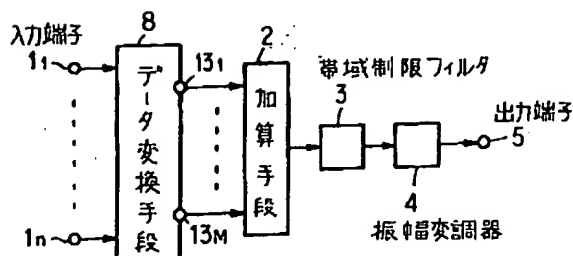 入力端子
1₁
1n
8
データ変換手段
13₁
13M
2
加算手段
帯域制限フィルタ
3
4
振幅変調器
出力端子
5